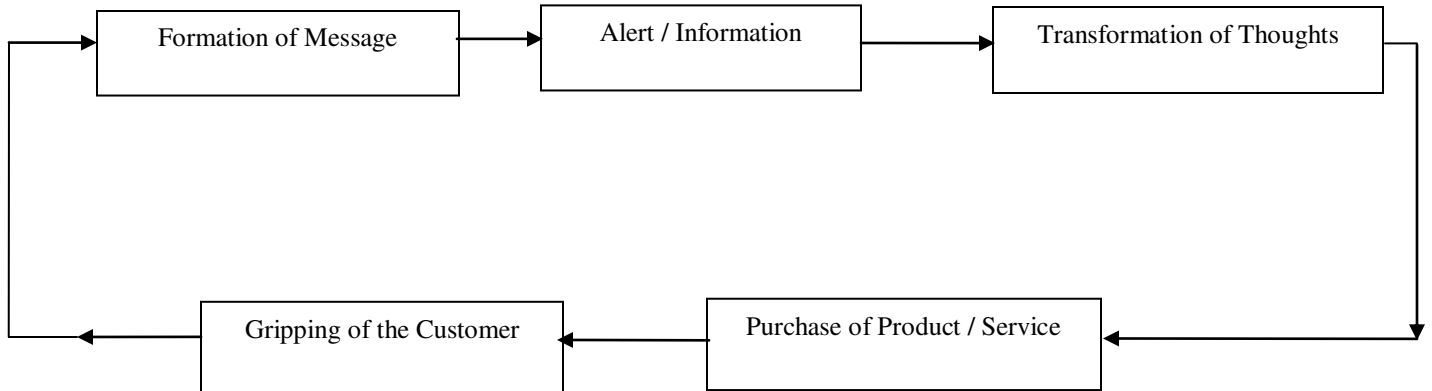 Formation of Message
Alert / Information
Transformation of Thoughts
Gripping of the Customer
Purchase of Product / Service